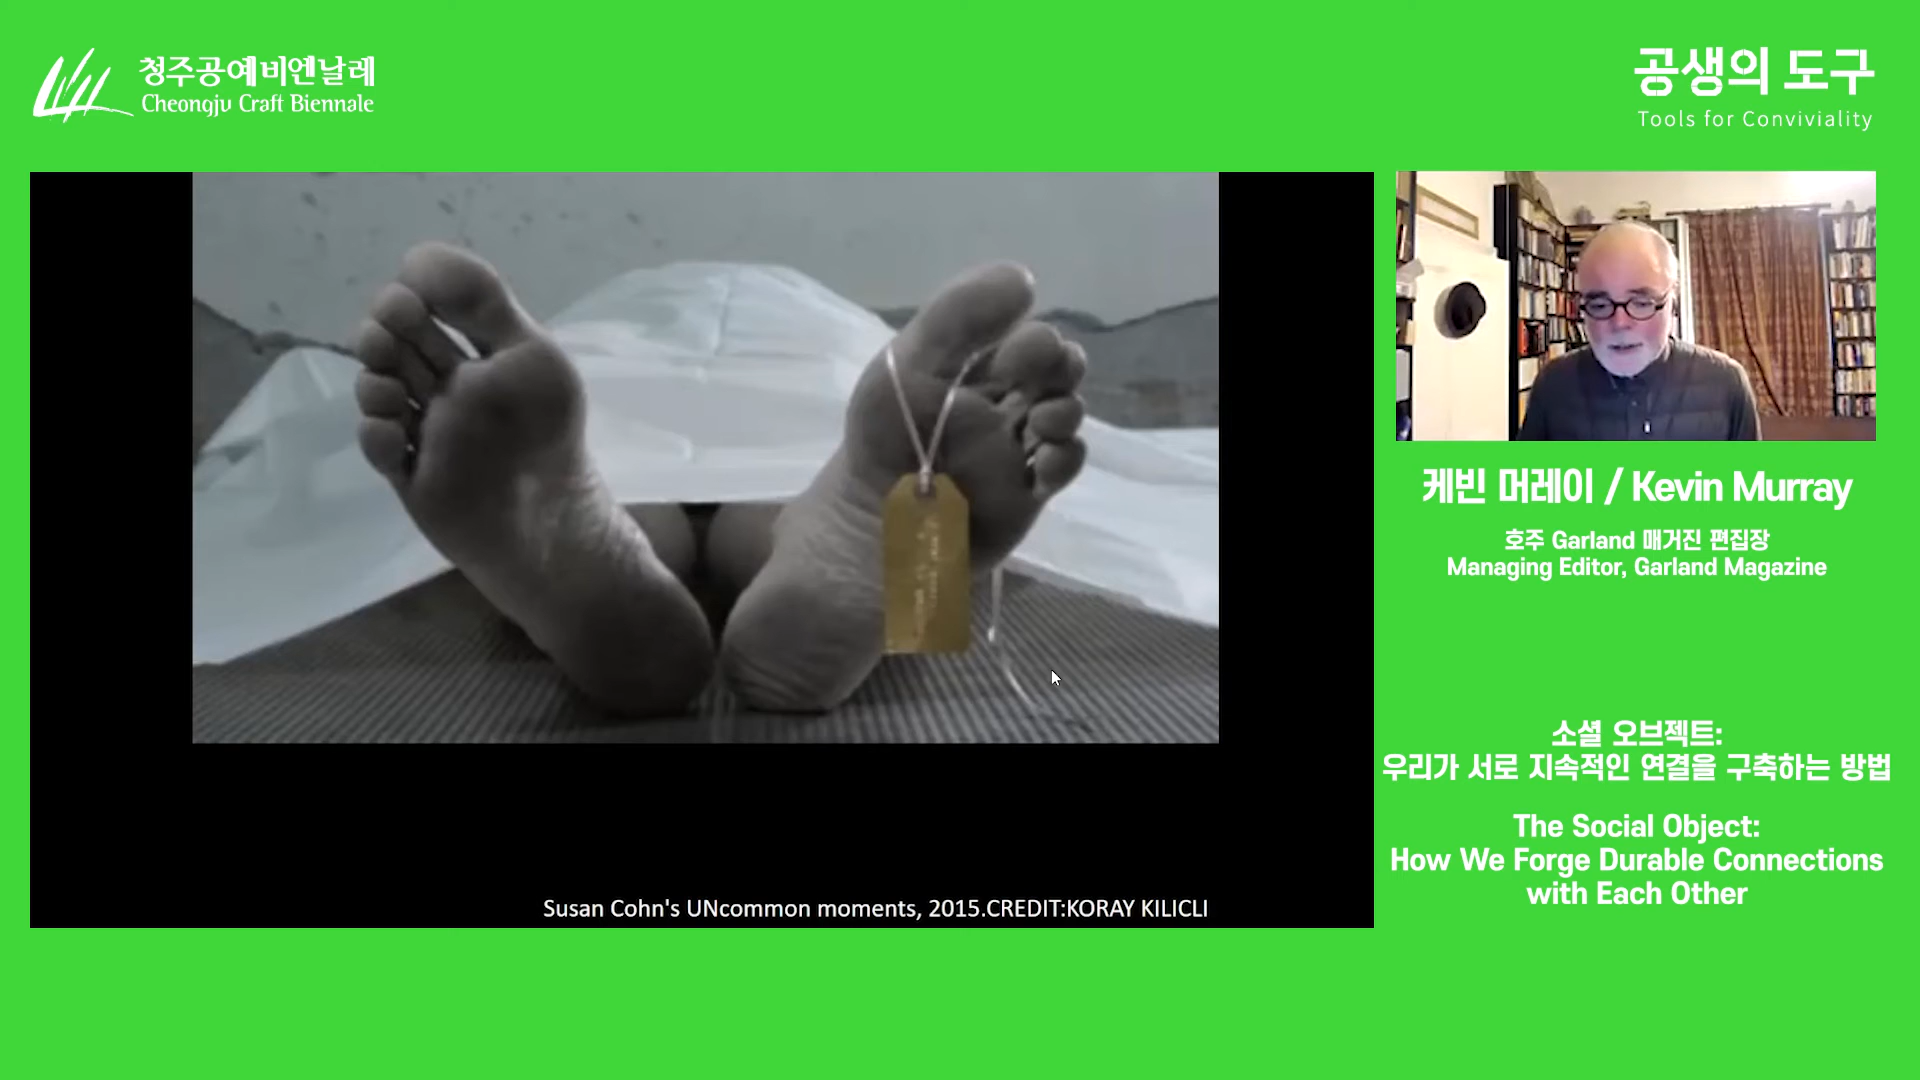 청주공예비엔날레
Cheongju Craft Biennale
공생의 도구
Tools for Conviviality
Susan Cohn's UNcommon moments, 2015.CREDIT:KORAY KILICLI
케빈 머레이 / Kevin Murray
호주 Garland 매거진 편집장
Managing Editor, Garland Magazine
소셜 오브젝트:
우리가 서로 지속적인 연결을 구축하는 방법
The Social Object:
How We Forge Durable Connections
with Each Other